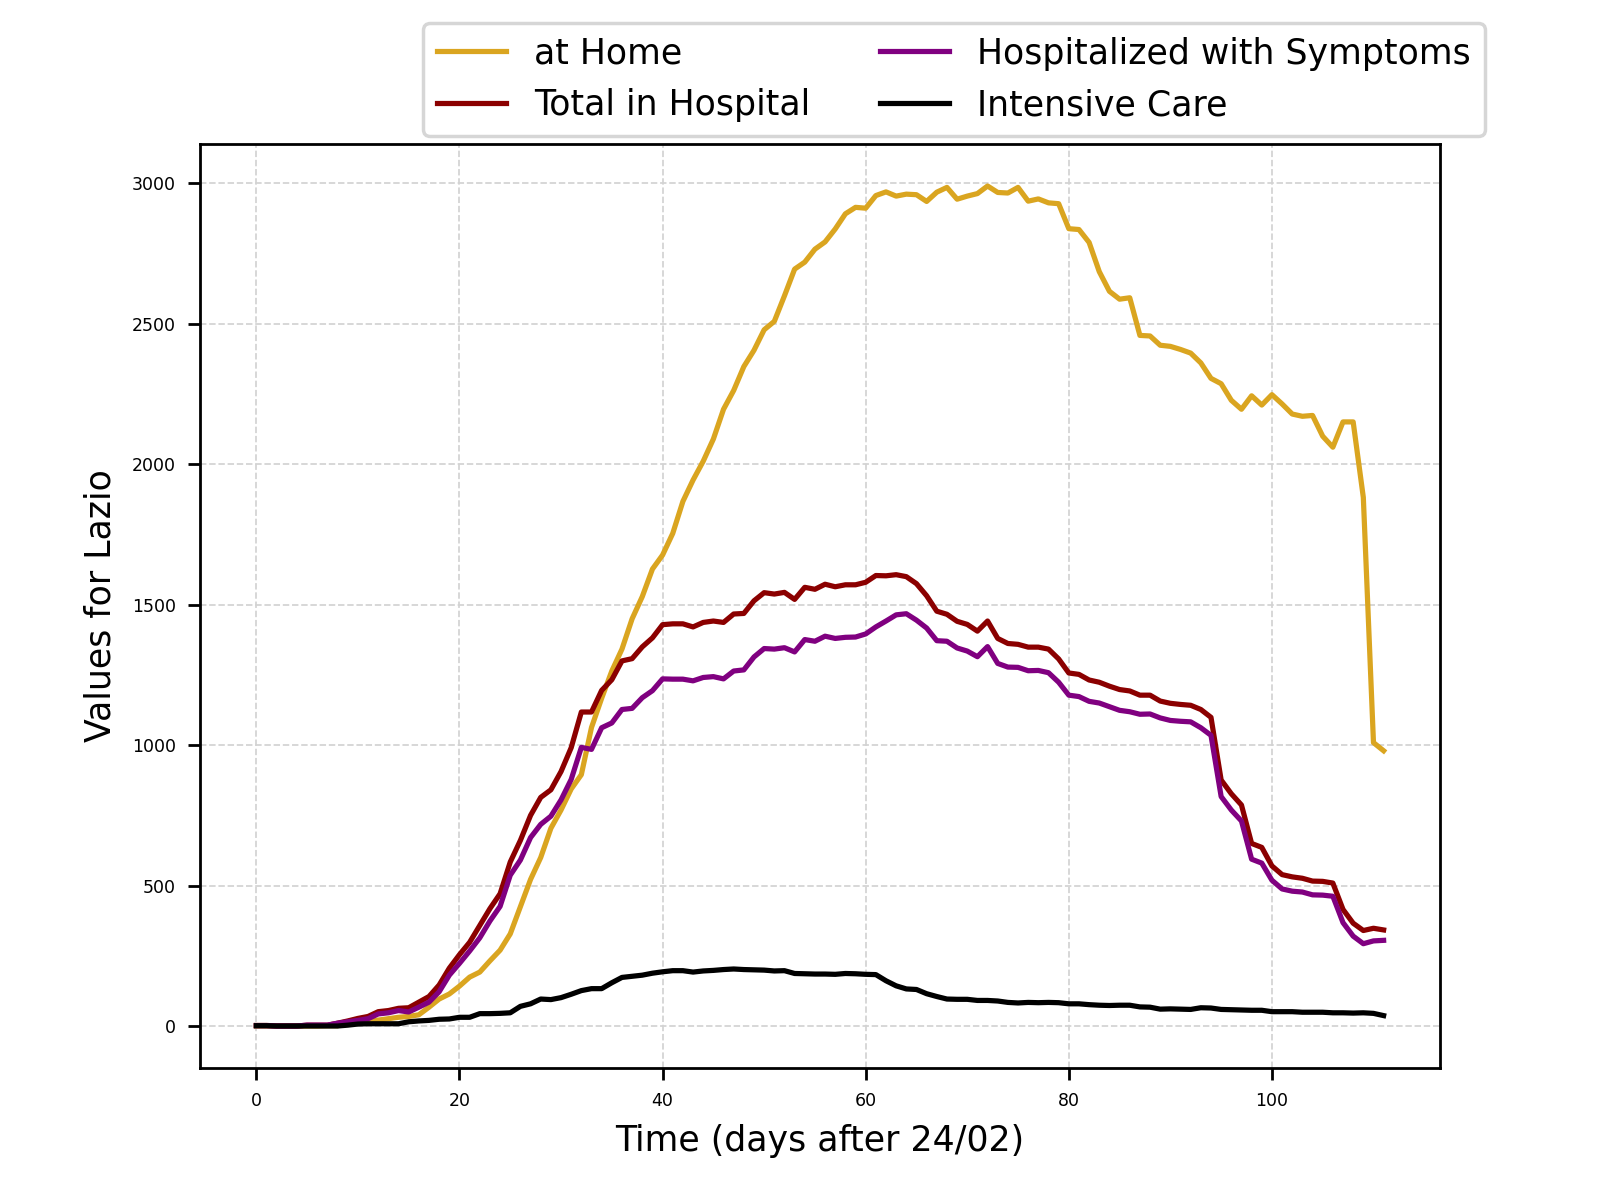 at Home
Total in Hospital
Hospitalized with Symptoms
Intensive Care
Values for Lazio
3000
2500
2000
1500
1000
500
0
0 20 40 60 80 100
Time (days after 24/02)